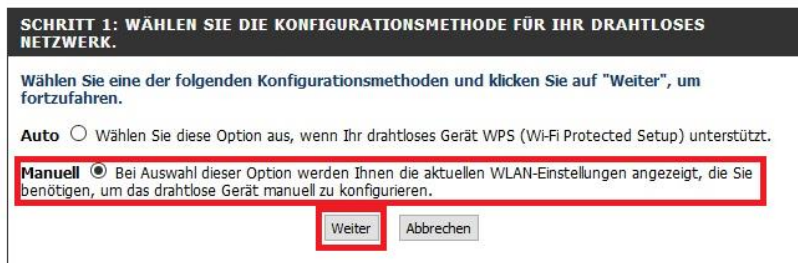 SCHRITT 1: WÄHLEN SIE DIE KONFIGURATIONSMETHODE FÜR IHR DRAHTLOSES
NETZWERK.
Wählen Sie eine der folgenden Konfigurationsmethoden und klicken Sie auf "Weiter", um
fortzufahren.
Auto Wählen Sie diese Option aus, wenn Ihr drahtloses Gerät WPS (Wi-Fi Protected Setup) unterstützt.
Manuell Bei Auswahl dieser Option werden Ihnen die aktuellen WLAN-Einstellungen angezeigt, die Sie
benötigen, um das drahtlose Gerät manuell zu konfigurieren.
Weiter Abbrechen